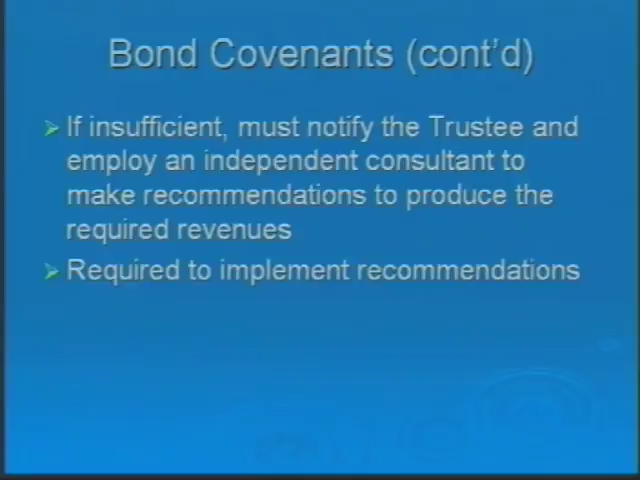 Bond Covenants (cont'd)
If insufficient, must notify the Trustee and
employ an independent consultant to
make recommendations to produce the
required revenues
Required to implement recommendations